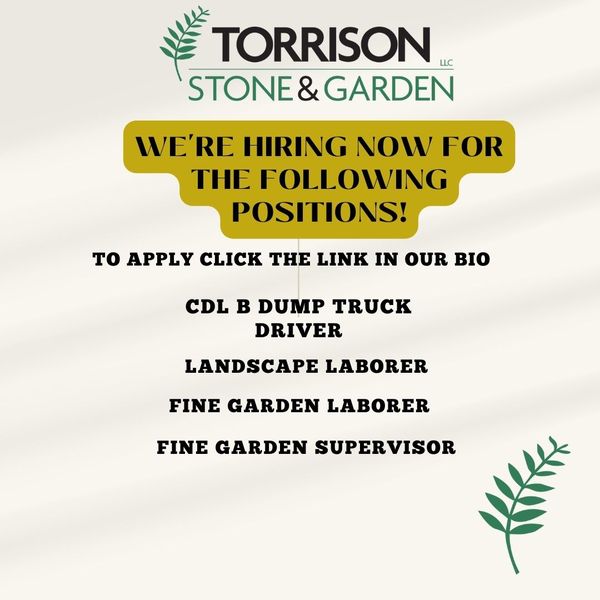 TORRISON
LLC
STONE & GARDEN
WE'RE HIRING NOW FOR
THE FOLLOWING
POSITIONS!
TO APPLY CLICK THE LINK IN OUR BIO
CDL B DUMP TRUCK
DRIVER
LANDSCAPE LABORER
FINE GARDEN LABORER
FINE GARDEN SUPERVISOR